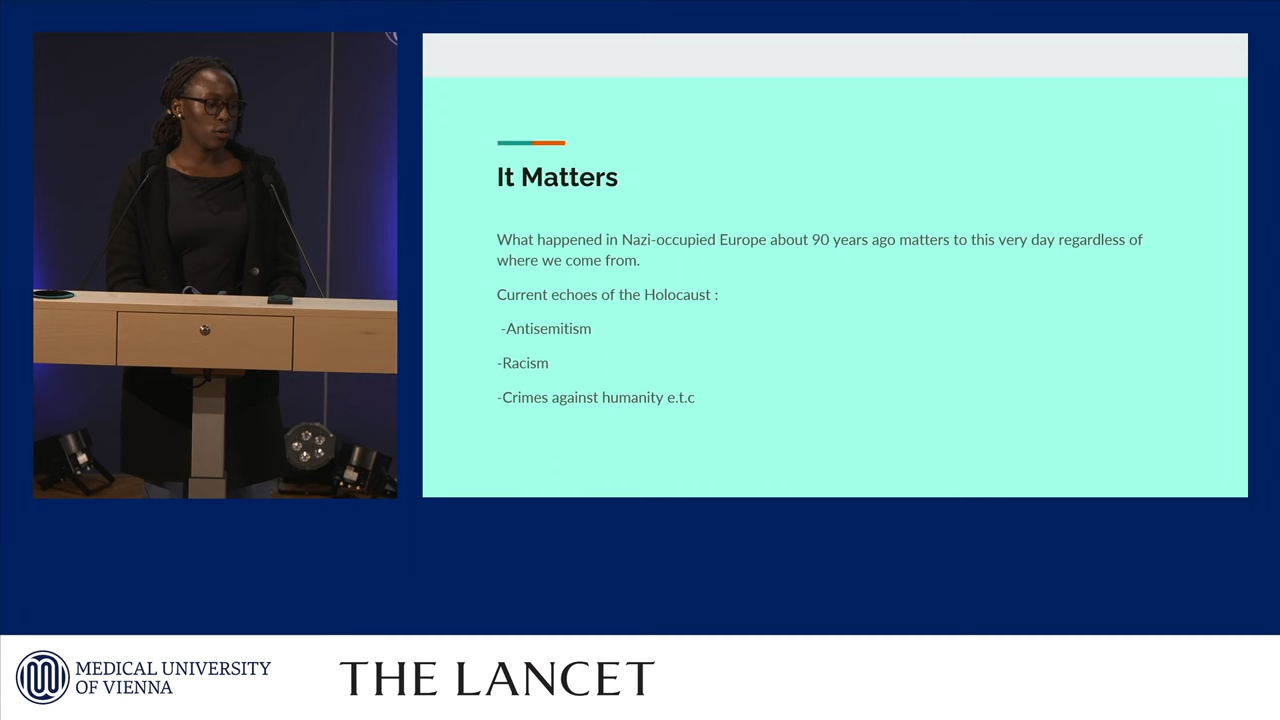 It Matters
What happened in Nazi-occupied Europe about 90 years ago matters to this very day regardless of
where we come from.
Current echoes of the Holocaust :
-Antisemitism
-Racism
-Crimes against humanity e.t.c
MEDICAL UNIVERSITY
OF VIENNA
THE LANCET